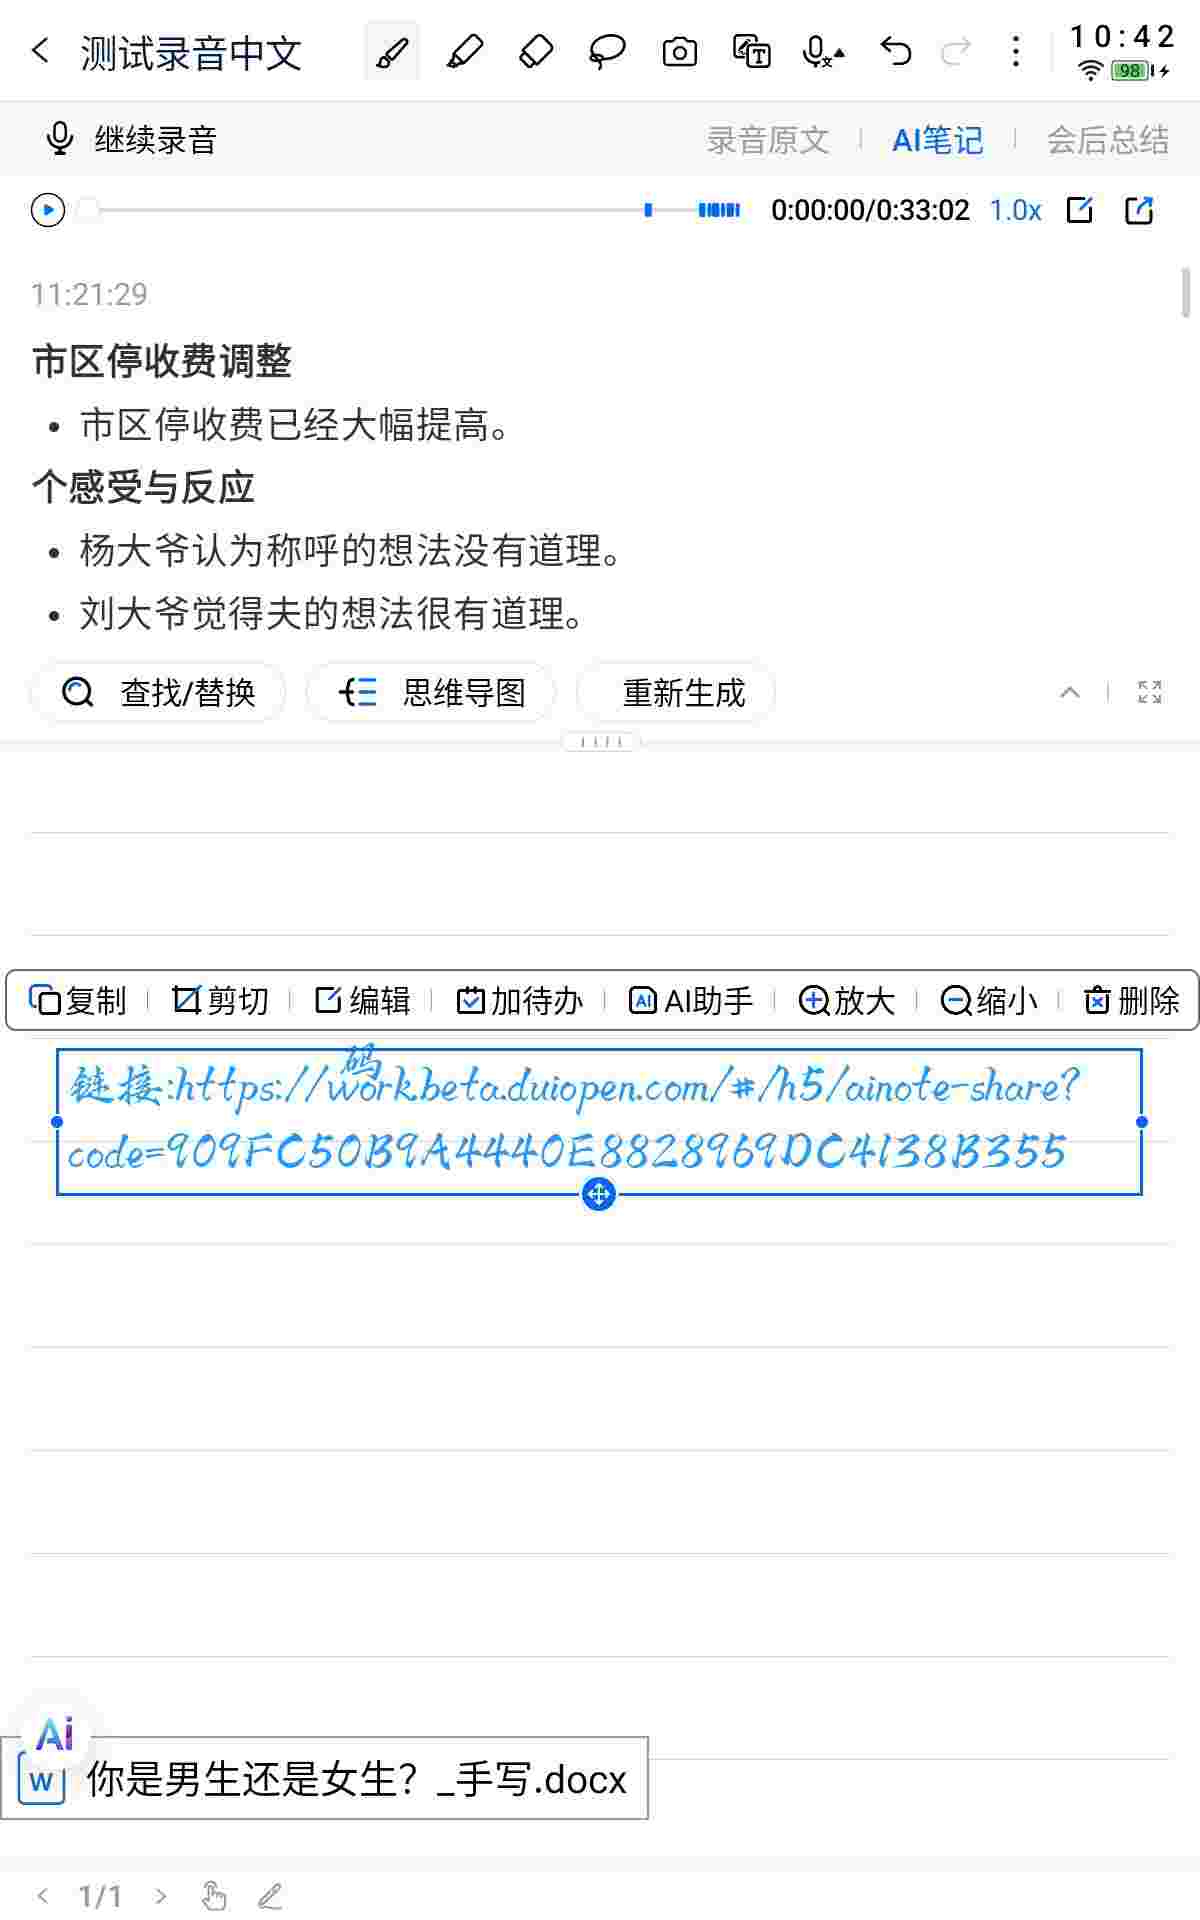 测试录音中文
10:42
98
继续录音
录音原文 AI笔记 会后总结
0:00:00/0:33:02 1.0x
11:21:29
市区停收费调整
• 市区停收费已经大幅提高。
个感受与反应
• 杨大爷认为称呼的想法没有道理。
• 刘大爷觉得夫的想法很有道理。
查找/替换 思维导图 重新生成
复制 剪切 编辑 加待办 AI AI助手 放大 缩小 删除
码
链接:https://work.beta.duiopen.com/#/h5/ainote-share?
code=909FC50B9A4440E8828969DC4138B355
Ai
W 你是男生还是女生？_手写.docx
< 1/1 >